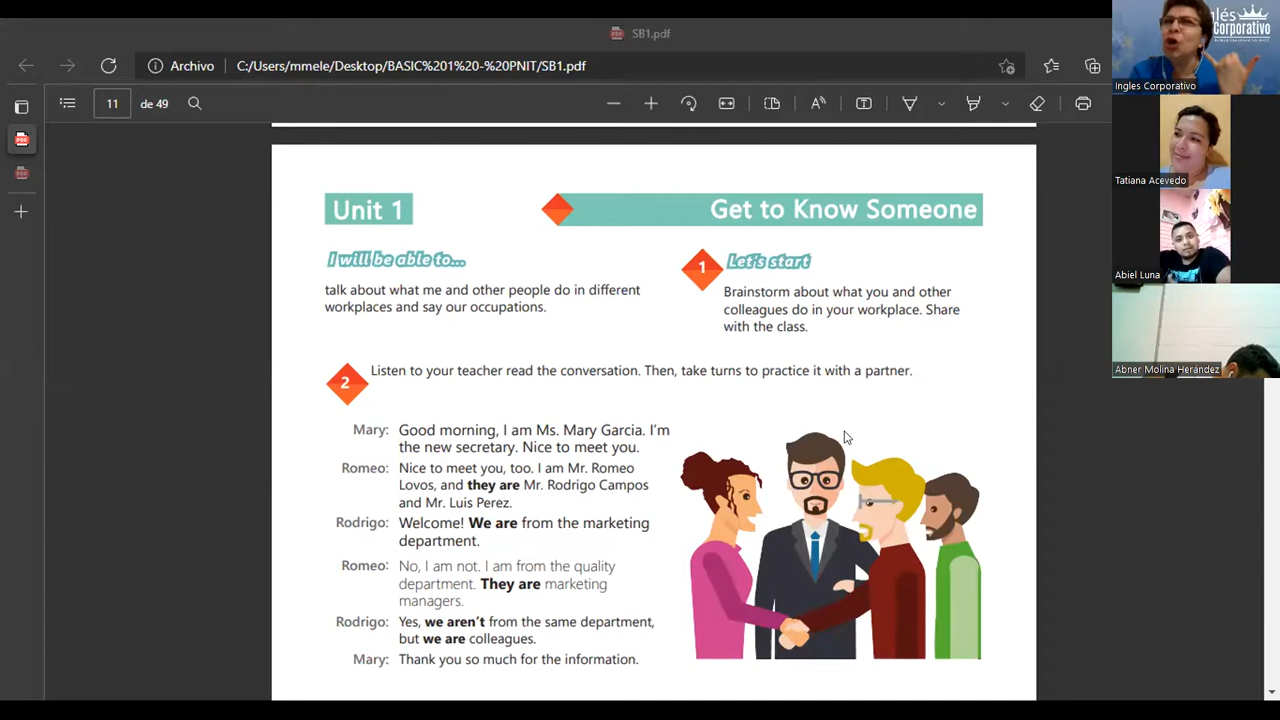 SB1.pdf
Archivo
C:/Users/mmele/Desktop/BASIC%201%20-%20PNIT/SB1.pdf
11 de 49
Unit 1
Get to Know Someone
I will be able to...
talk about what me and other people do in different
workplaces and say our occupations.
1
Let's start
Brainstorm about what you and other
colleagues do in your workplace. Share
with the class.
2
Listen to your teacher read the conversation. Then, take turns to practice it with a partner.
Mary: Good morning, I am Ms. Mary Garcia. I'm
the new secretary. Nice to meet you.
Romeo: Nice to meet you, too. I am Mr. Romeo
Lovos, and they are Mr. Rodrigo Campos
and Mr. Luis Perez.
Rodrigo: Welcome! We are from the marketing
department.
Romeo: No, I am not. I am from the quality
department. They are marketing
managers.
Rodrigo: Yes, we aren't from the same department,
but we are colleagues.
Mary: Thank you so much for the information.
glés
Corporativo
Ingles Corporativo
Tatiana Acevedo
Abiel Luna
Abner Molina Herández